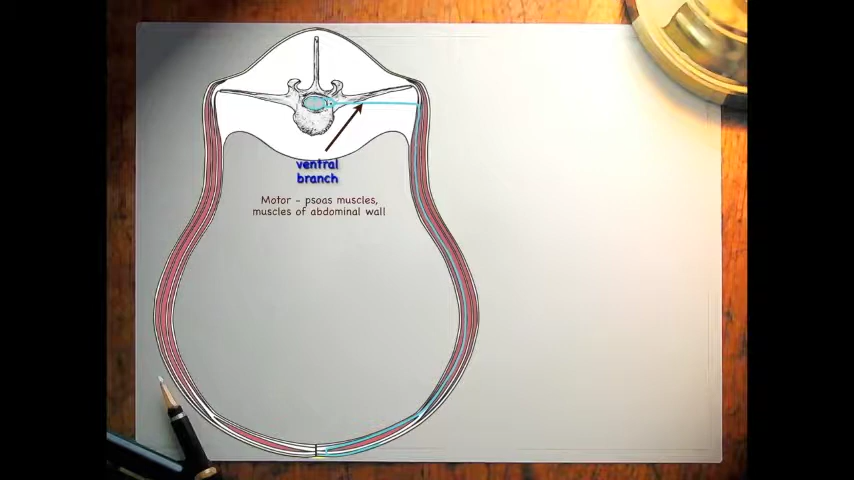 ventral
branch
Motor - psoas muscles,
muscles of abdominal wall